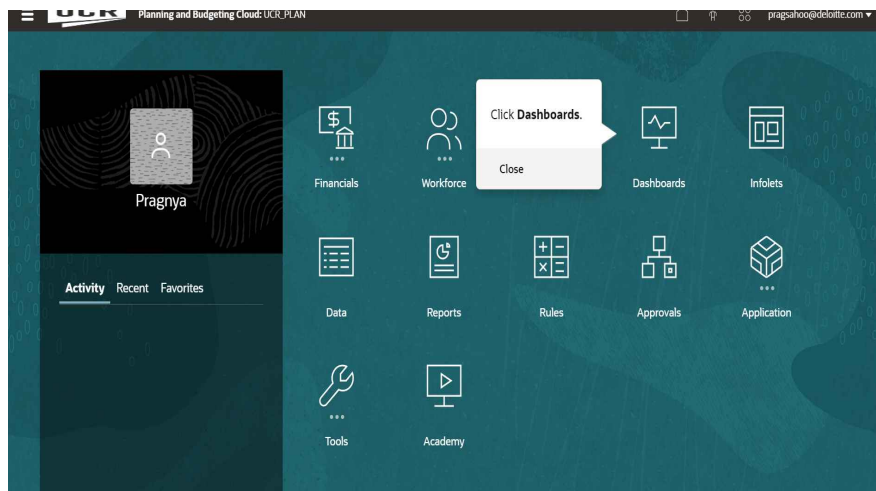 UCR
Planning and Budgeting Cloud: UCR_PLAN
pragsahoo@deloitte.com
Pragnya
Activity Recent Favorites
Click Dashboards.
Close
Financials
Workforce
Dashboards
Infolets
Data
Reports
Rules
Approvals
Application
Tools
Academy